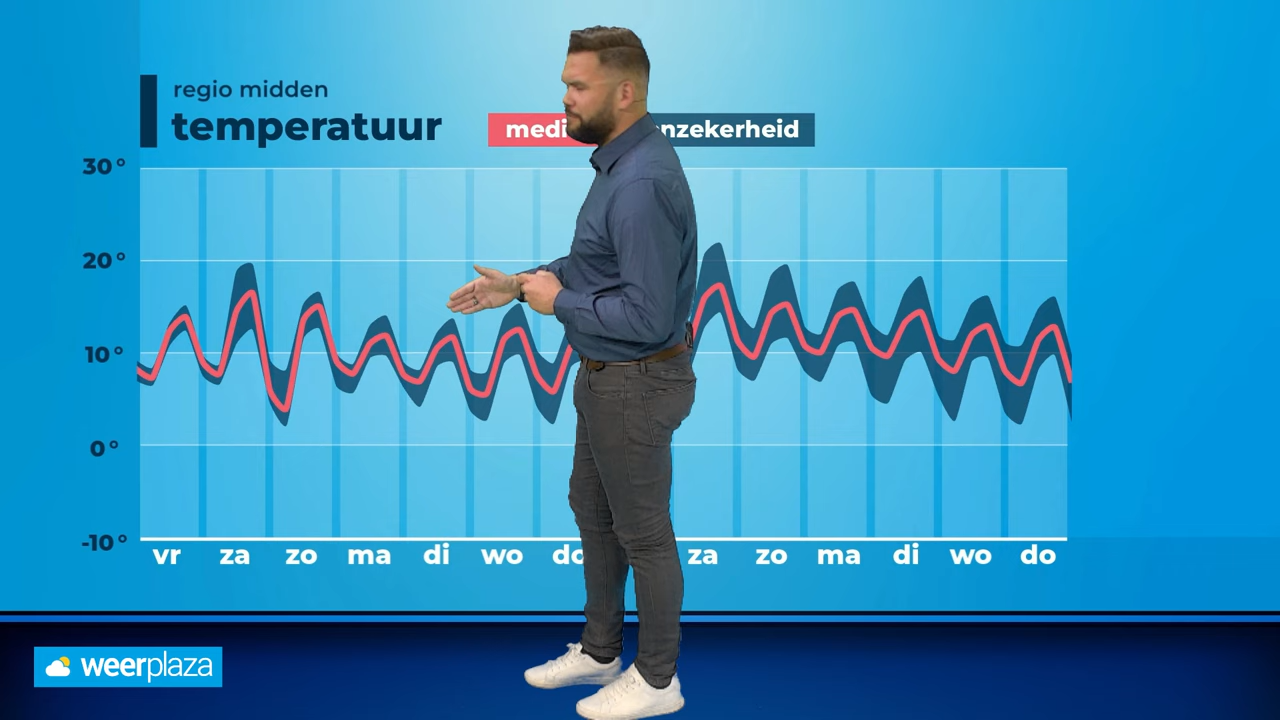 regio midden
temperatuur
medi nzekerheid
30°
20°
10°
0°
-10°
vr za zo ma di wo do za zo ma di wo do
weerplaza